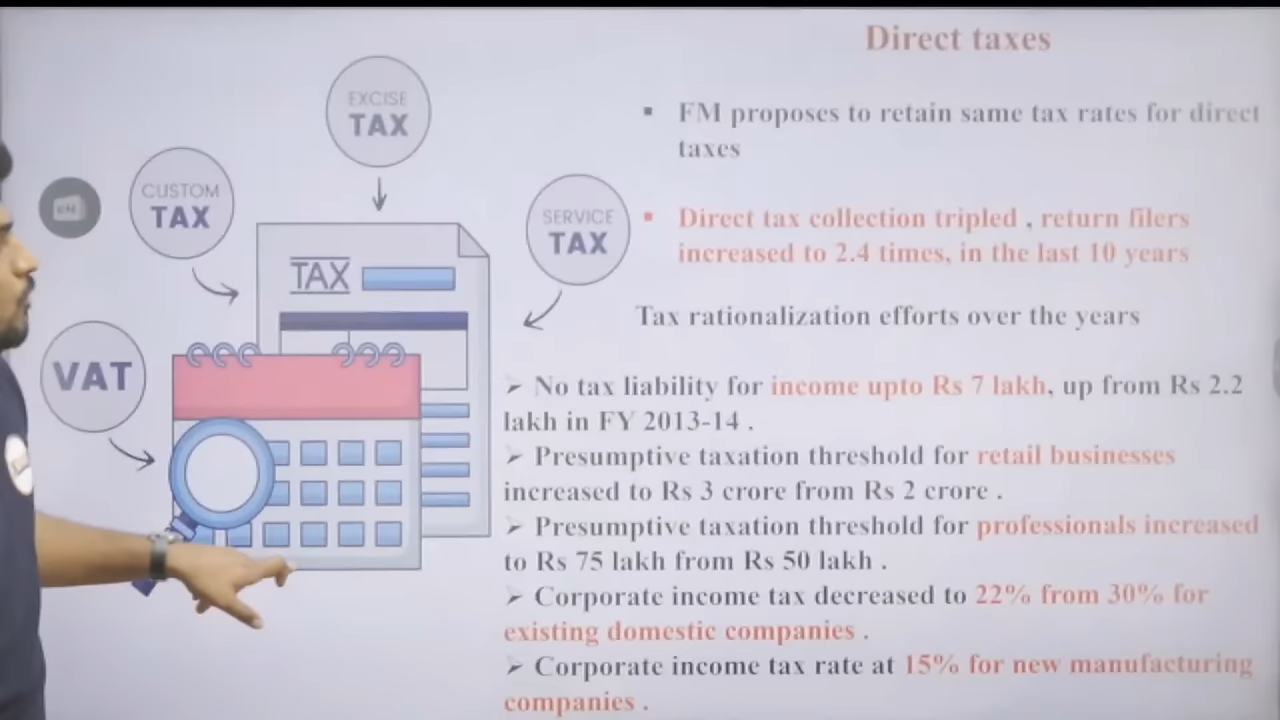 Direct taxes
▪ FM proposes to retain same tax rates for direct
taxes
▪ Direct tax collection tripled , return filers
increased to 2.4 times, in the last 10 years
Tax rationalization efforts over the years
➢ No tax liability for income upto Rs 7 lakh, up from Rs 2.2
lakh in FY 2013-14 .
➢ Presumptive taxation threshold for retail businesses
increased to Rs 3 crore from Rs 2 crore .
➢ Presumptive taxation threshold for professionals increased
to Rs 75 lakh from Rs 50 lakh .
➢ Corporate income tax decreased to 22% from 30% for
existing domestic companies .
➢ Corporate income tax rate at 15% for new manufacturing
companies .
EXCISE
TAX
CUSTOM
TAX
SERVICE
TAX
TAX
VAT